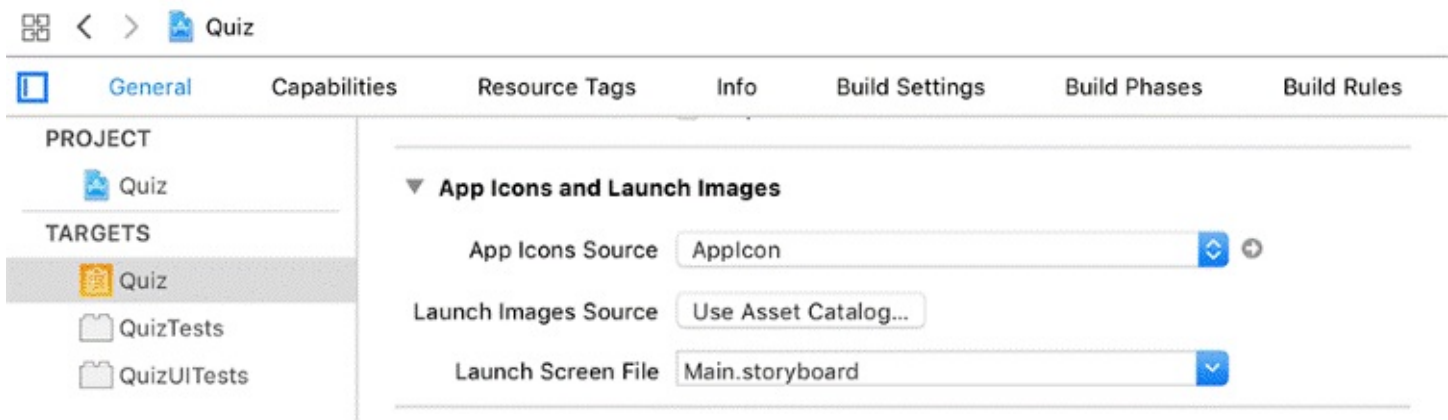 Quiz
General Capabilities Resource Tags Info Build Settings Build Phases Build Rules
PROJECT
Quiz
TARGETS
Quiz
QuizTests
QuizUITests
App Icons and Launch Images
App Icons Source AppIcon
Launch Images Source Use Asset Catalog...
Launch Screen File Main.storyboard